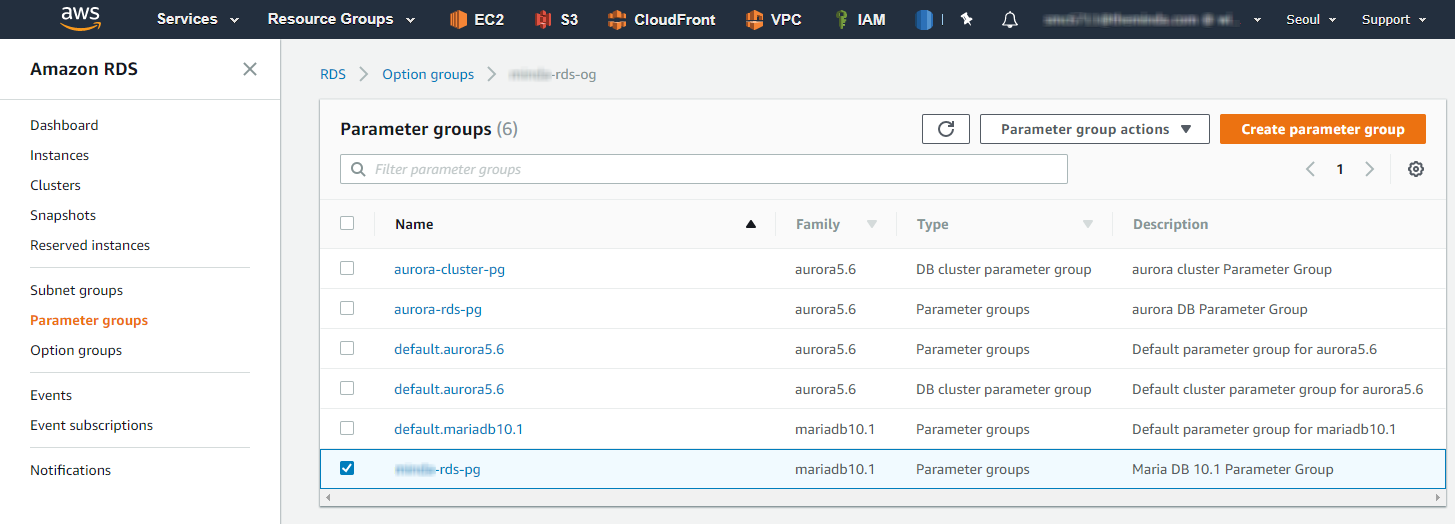 aws Services Resource Groups EC2 S3 CloudFront VPC IAM Seoul Support
Amazon RDS
RDS > Option groups > -rds-og
Dashboard
Instances
Clusters
Snapshots
Reserved instances
Subnet groups
Parameter groups
Option groups
Events
Event subscriptions
Notifications
Parameter groups (6) Parameter group actions Create parameter group
Filter parameter groups 1
Name Family Type Description
aurora-cluster-pg aurora5.6 DB cluster parameter group aurora cluster Parameter Group
aurora-rds-pg aurora5.6 Parameter groups aurora DB Parameter Group
default.aurora5.6 aurora5.6 Parameter groups Default parameter group for aurora5.6
default.aurora5.6 aurora5.6 DB cluster parameter group Default cluster parameter group for aurora5.6
default.mariadb10.1 mariadb10.1 Parameter groups Default parameter group for mariadb10.1
-rds-pg mariadb10.1 Parameter groups Maria DB 10.1 Parameter Group